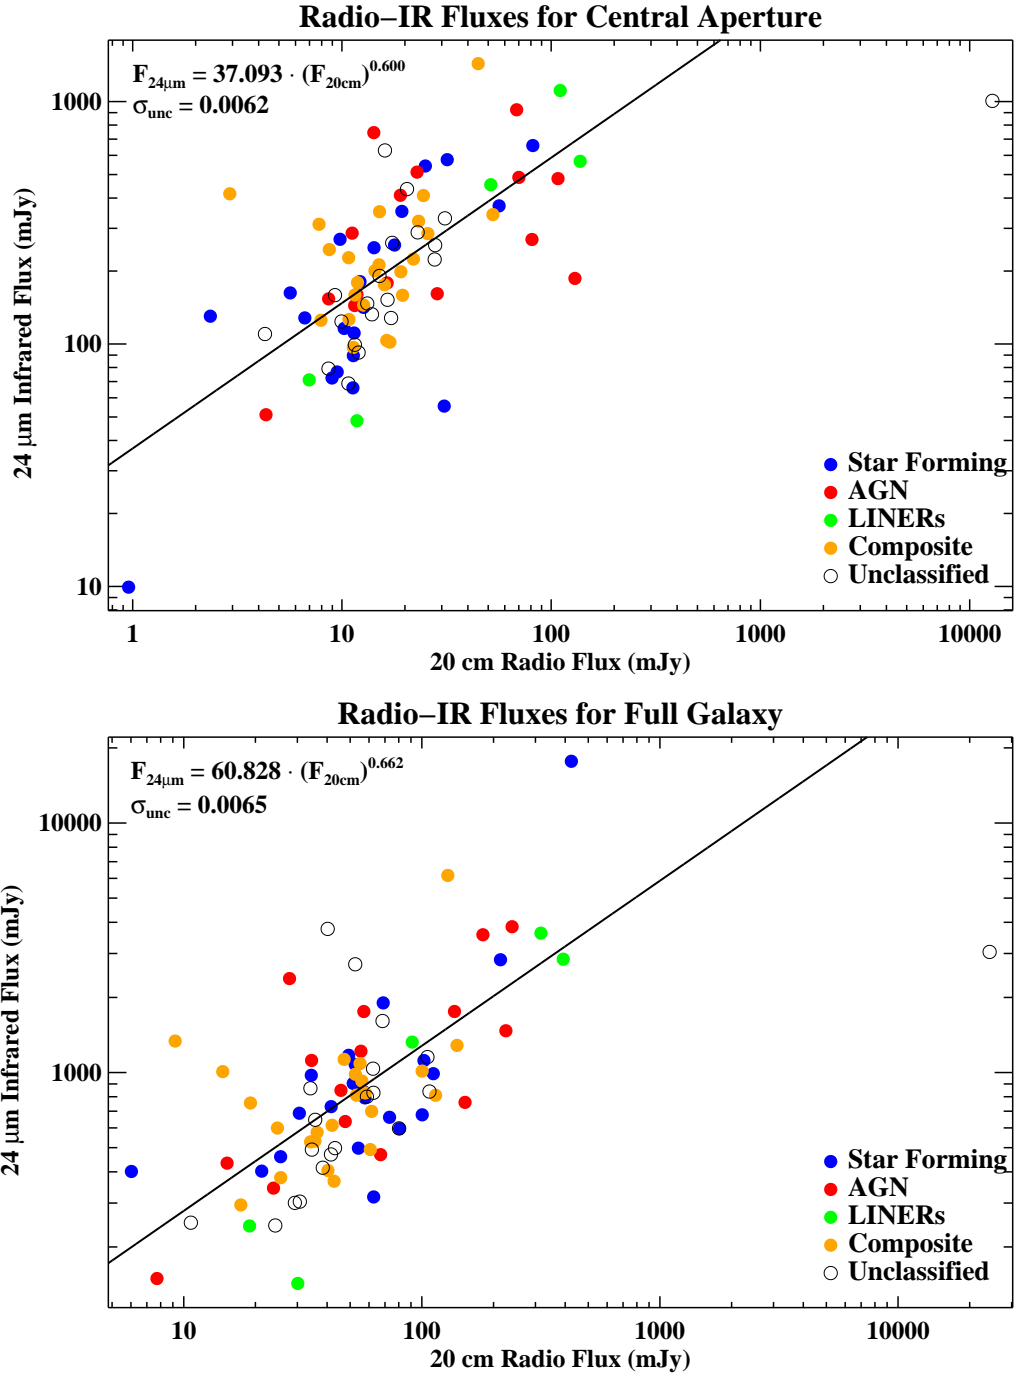 Radio−IR Fluxes for Central Aperture
F24μm = 37.093 · (F20cm)^0.600
σunc = 0.0062
1000
100
10
24 μm Infrared Flux (mJy)
Star Forming
AGN
LINERs
Composite
Unclassified
1 10 100 1000 10000
20 cm Radio Flux (mJy)
Radio−IR Fluxes for Full Galaxy
F24μm = 60.828 · (F20cm)^0.662
σunc = 0.0065
10000
1000
24 μm Infrared Flux (mJy)
Star Forming
AGN
LINERs
Composite
Unclassified
10 100 1000 10000
20 cm Radio Flux (mJy)